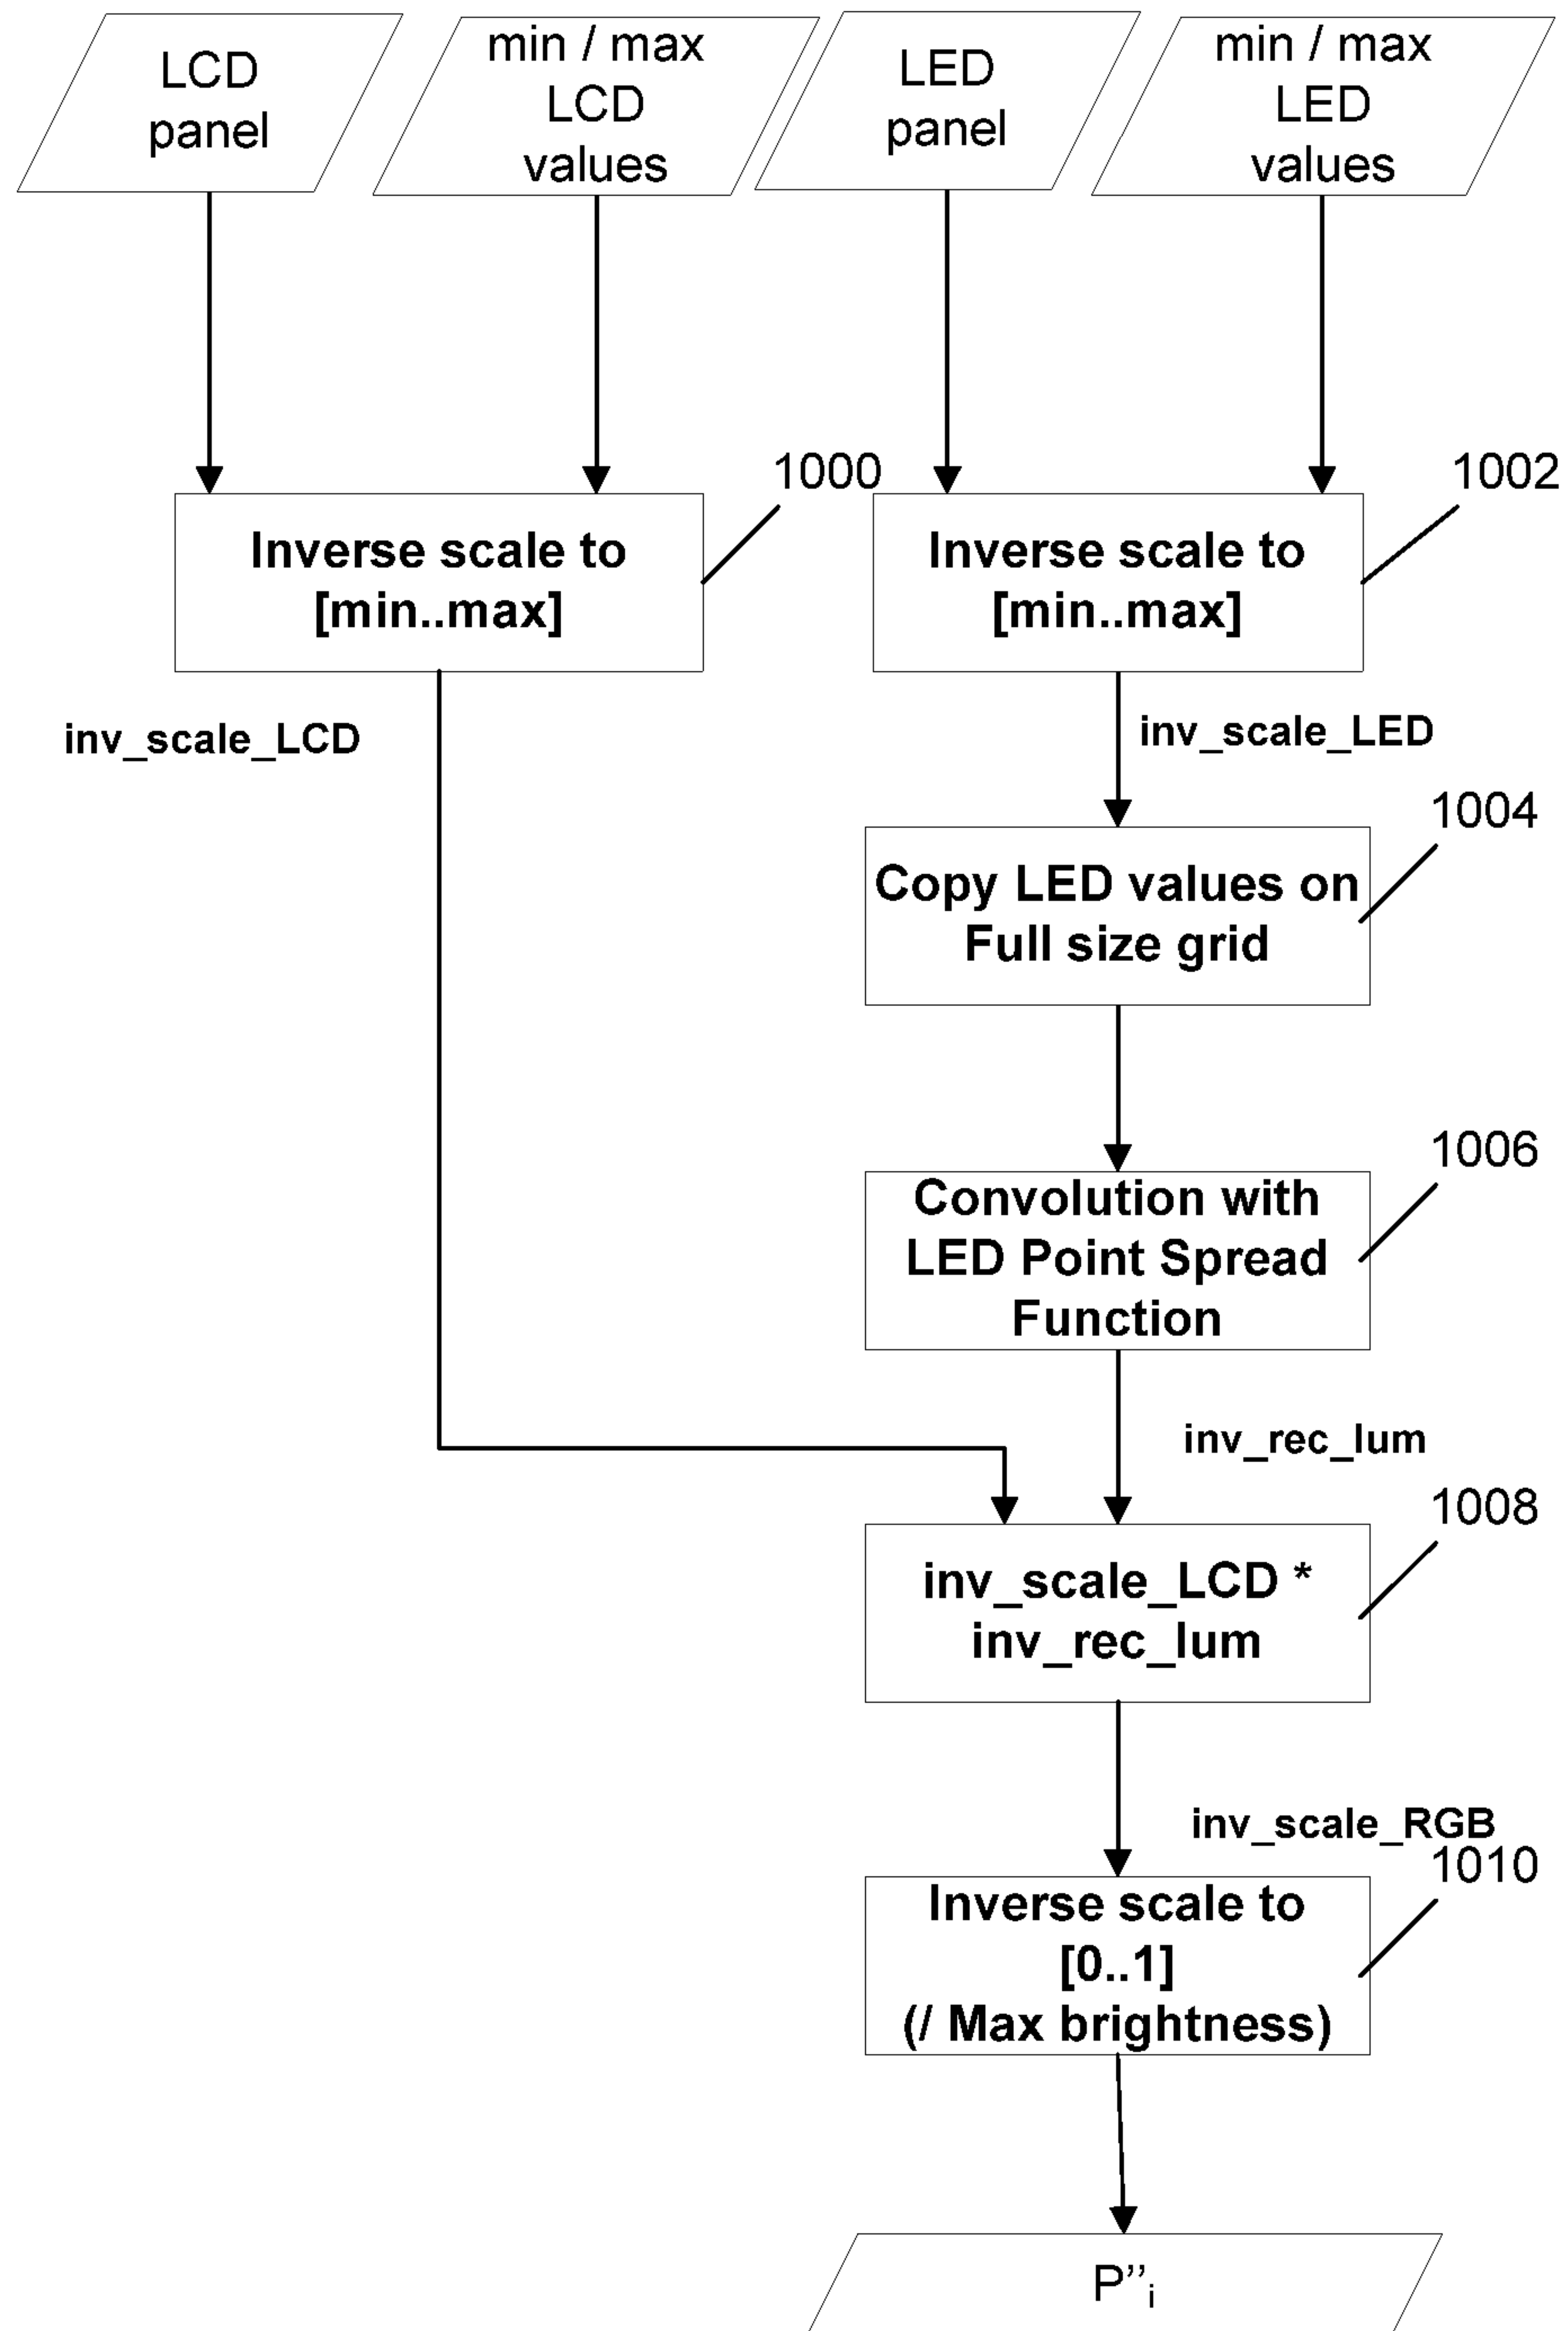 LCD
panel
min / max
LCD
values
LED
panel
min / max
LED
values
1000
1002
Inverse scale to
[min..max]
Inverse scale to
[min..max]
inv_scale_LCD
inv_scale_LED
1004
Copy LED values on
Full size grid
1006
Convolution with
LED Point Spread
Function
inv_rec_lum
1008
inv_scale_LCD *
inv_rec_lum
inv_scale_RGB
1010
Inverse scale to
[0..1]
(/ Max brightness)
P’’i